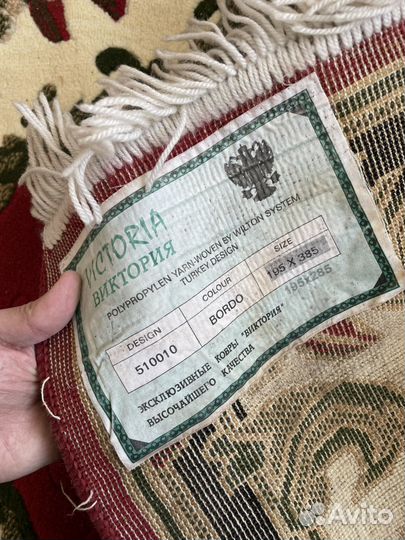 VICTORIA
ВИКТОРИЯ
POLYPROPYLEN YARN-WOVEN BY WILTON SYSTEM
TURKEY DESIGN
DESIGN COLOUR SIZE
510010 BORDO 195 X 385
195x285
ЭКСКЛЮЗИВНЫЕ КОВРЫ "ВИКТОРИЯ"
ВЫСОЧАЙШЕГО КАЧЕСТВА
Avito